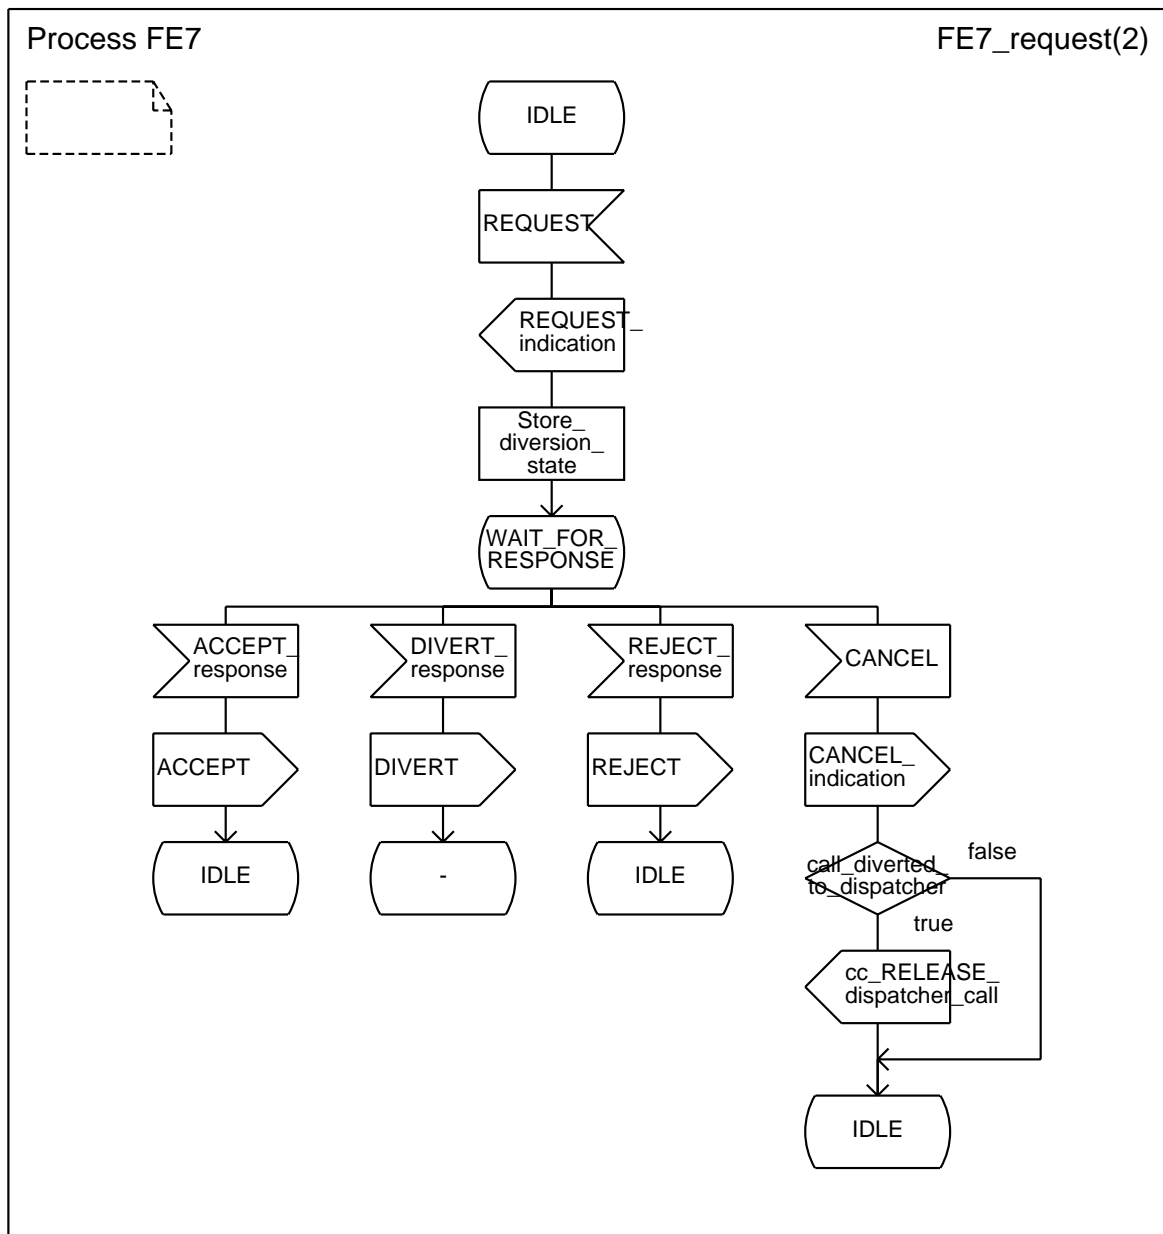 Process FE7
FE7_request(2)
IDLE
REQUEST
REQUEST_
indication
Store_
diversion_
state
WAIT_FOR_
RESPONSE
ACCEPT_
response
DIVERT_
response
REJECT_
response
CANCEL
ACCEPT
DIVERT
REJECT
CANCEL_
indication
IDLE
-
IDLE
call_diverted_
to_dispatcher
false
true
cc_RELEASE_
dispatcher_call
IDLE